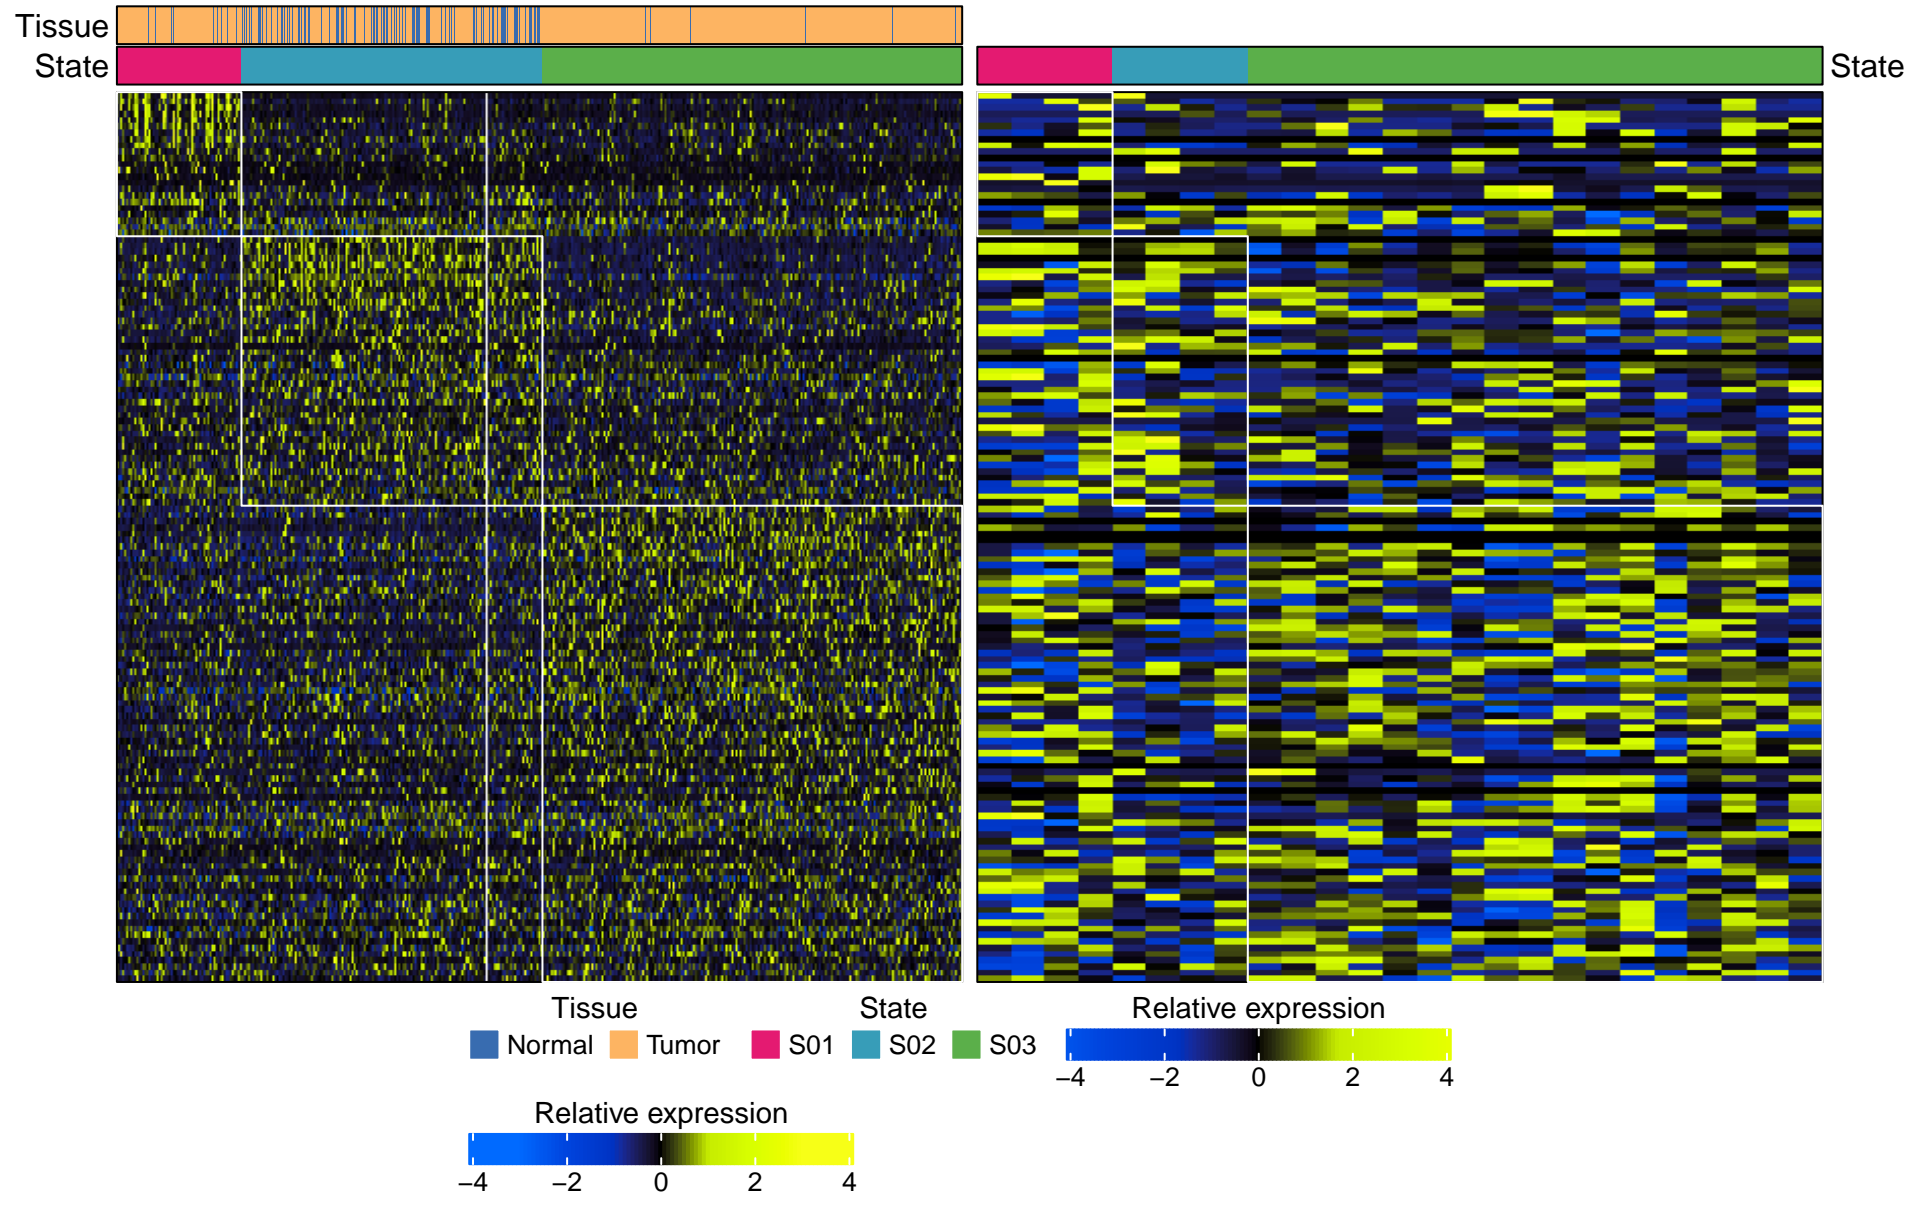 Tissue
State
State
Tissue
Normal Tumor
State
S01 S02 S03
Relative expression
−4 −2 0 2 4
Relative expression
−4 −2 0 2 4